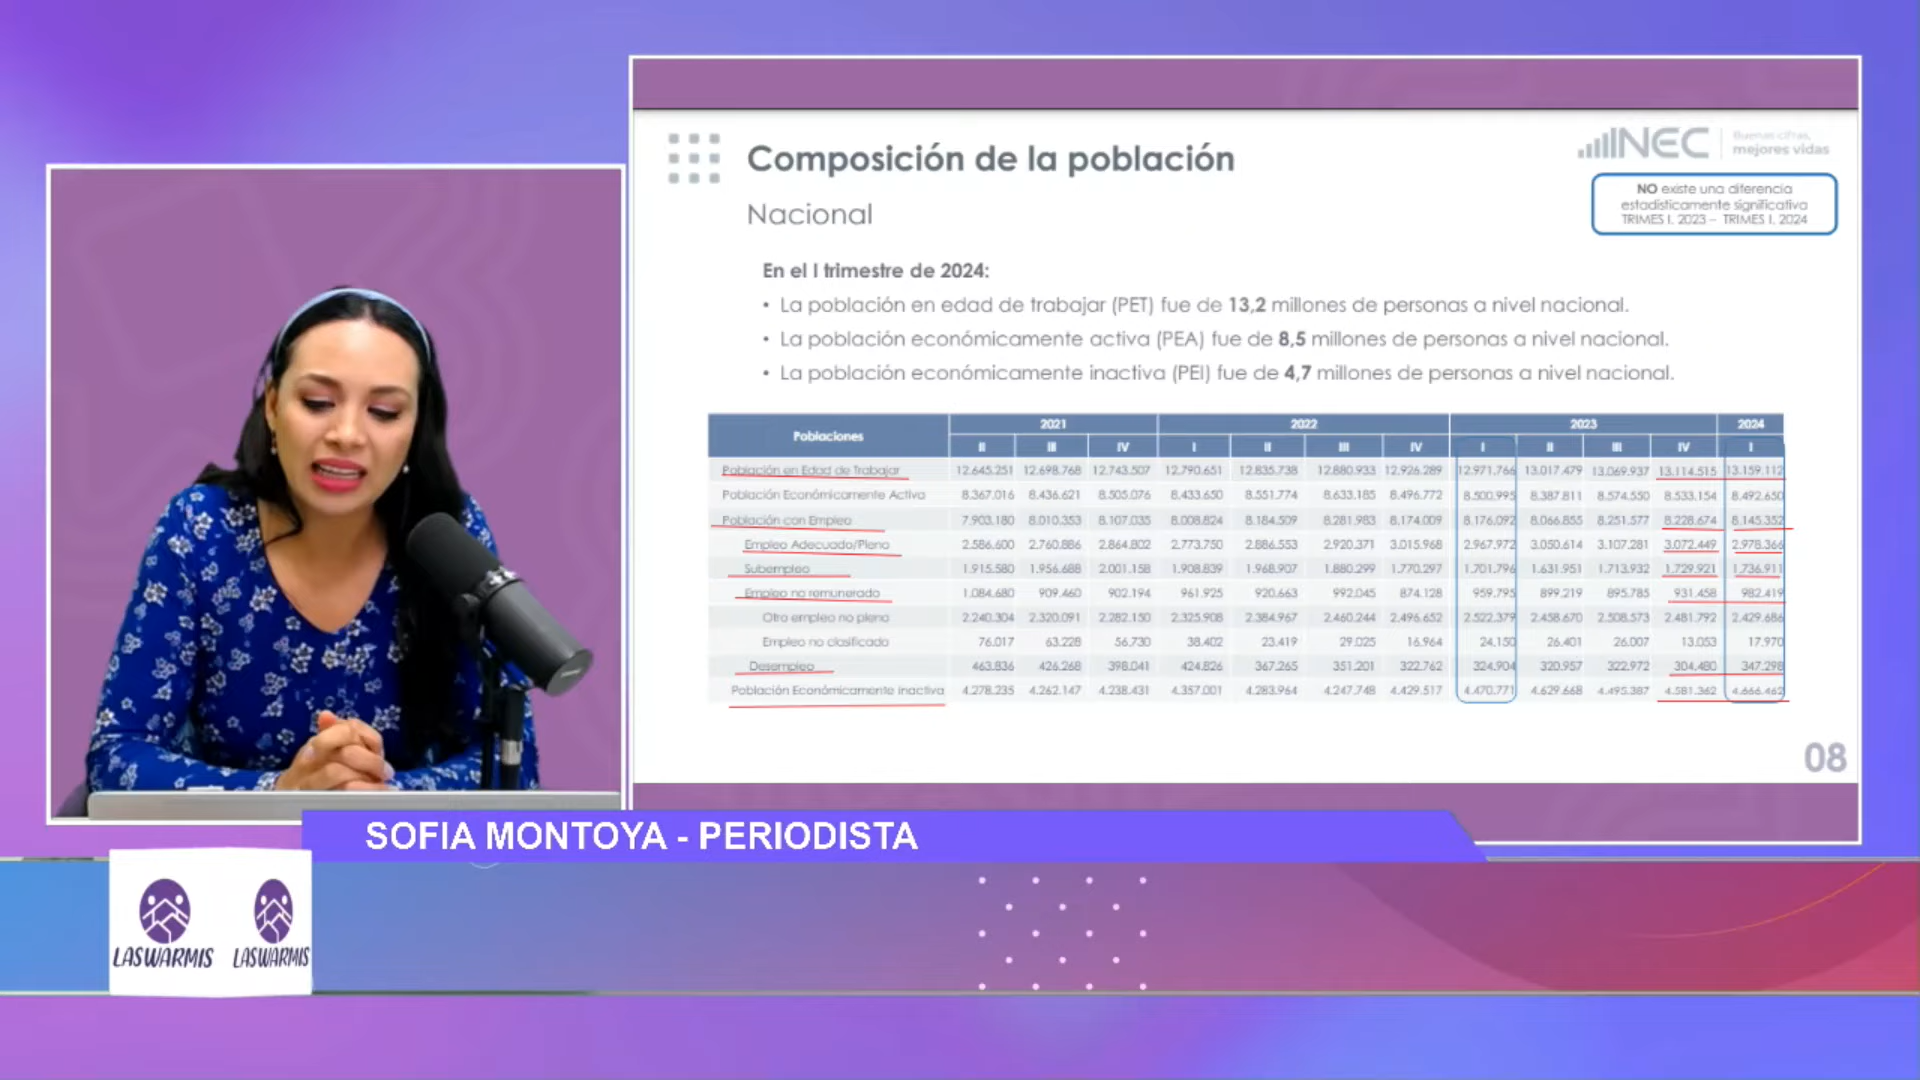 INEC
Buenas cifras,
mejores vidas
Composición de la población
Nacional
NO existe una diferencia
estadísticamente significativa
TRIMES I. 2023 – TRIMES I. 2024
En el I trimestre de 2024:
• La población en edad de trabajar (PET) fue de 13,2 millones de personas a nivel nacional.
• La población económicamente activa (PEA) fue de 8,5 millones de personas a nivel nacional.
• La población económicamente inactiva (PEI) fue de 4,7 millones de personas a nivel nacional.
Poblaciones 2021 2022 2023 2024
II III IV I II III IV I II III IV I
Población en Edad de Trabajar 12.645.251 12.698.768 12.743.507 12.790.651 12.835.738 12.880.933 12.926.289 12.971.766 13.017.479 13.069.937 13.114.515 13.159.112
Población Económicamente Activa 8.367.016 8.436.621 8.505.076 8.433.650 8.551.774 8.633.185 8.496.772 8.500.995 8.387.811 8.574.550 8.533.154 8.492.650
Población con Empleo 7.903.180 8.010.353 8.107.035 8.008.824 8.184.509 8.281.983 8.174.009 8.176.092 8.066.855 8.251.577 8.228.674 8.145.352
Empleo Adecuado/Pleno 2.586.600 2.760.886 2.864.802 2.773.750 2.886.553 2.920.371 3.015.968 2.967.972 3.050.614 3.107.281 3.072.449 2.978.366
Subempleo 1.915.580 1.956.688 2.001.158 1.908.839 1.968.907 1.880.299 1.770.297 1.701.796 1.631.951 1.713.932 1.729.921 1.736.911
Empleo no remunerado 1.084.680 909.460 902.194 961.925 920.663 992.045 874.128 959.795 899.219 895.785 931.458 982.419
Otro empleo no pleno 2.240.304 2.320.091 2.282.150 2.325.908 2.384.967 2.460.244 2.496.652 2.522.379 2.458.670 2.508.573 2.481.792 2.429.686
Empleo no clasificado 76.017 63.228 56.730 38.402 23.419 29.025 16.964 24.150 26.401 26.007 13.053 17.970
Desempleo 463.836 426.268 398.041 424.826 367.265 351.201 322.762 324.904 320.957 322.972 304.480 347.298
Población Económicamente Inactiva 4.278.235 4.262.147 4.238.431 4.357.001 4.283.964 4.247.748 4.429.517 4.470.771 4.629.668 4.495.387 4.581.362 4.666.462
08
SOFIA MONTOYA - PERIODISTA
LASWARMIS LASWARMIS